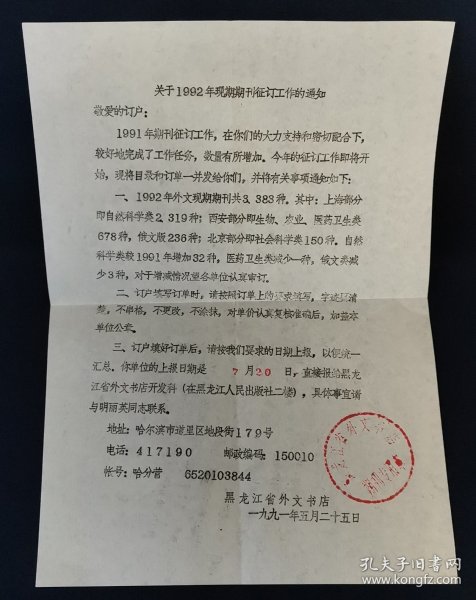 关于1992年现期期刊征订工作的通知
敬爱的订户：
1991年期刊征订工作，在你们的大力支持和密切配合下，
较好地完成了工作任务，数量有所增加。今年的征订工作即将开
始，现将目录和订单一并发给你们，并将有关事项通知如下：
一、1992年外文现期期刊共3,383种。其中：上海部分
即自然科学类2,319种；西安部分即生物、农业、医药卫生类
678种，俄文版236种；北京部分即社会科学类150种。自然
科学类较1991年增加32种，医药卫生类减少一种，俄文类减
少3种，对于增减情况望各单位认真审订。
二、订户填写订单时，请按照订单上的要求填写，字迹要清
楚，不串格，不更改，不涂抹，对单价认真复核准确后，加盖本
单位公章。
三、订户填好订单后，请按我们要求的日期上报，以便统一
汇总。你单位的上报日期是 7月20日，直接报给黑龙
江省外文书店开发科（在黑龙江人民出版社二楼），具体事宜请
与明丽英同志联系。
地址：哈尔滨市道里区地段街179号
电话：417190 邮政编码：150010
帐号：哈分营 6520103844
黑龙江省外文书店
一九九一年五月二十五日
黑龙江省外文书店
孔夫子旧书网
www.kongfz.com